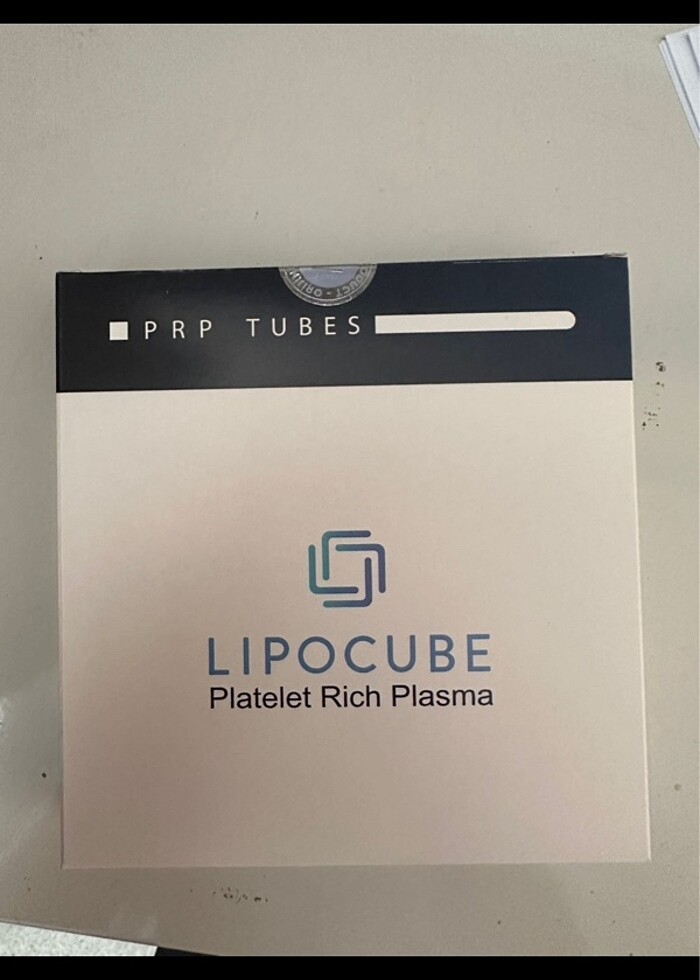 PRP TUBES
LIPOCUBE
Platelet Rich Plasma